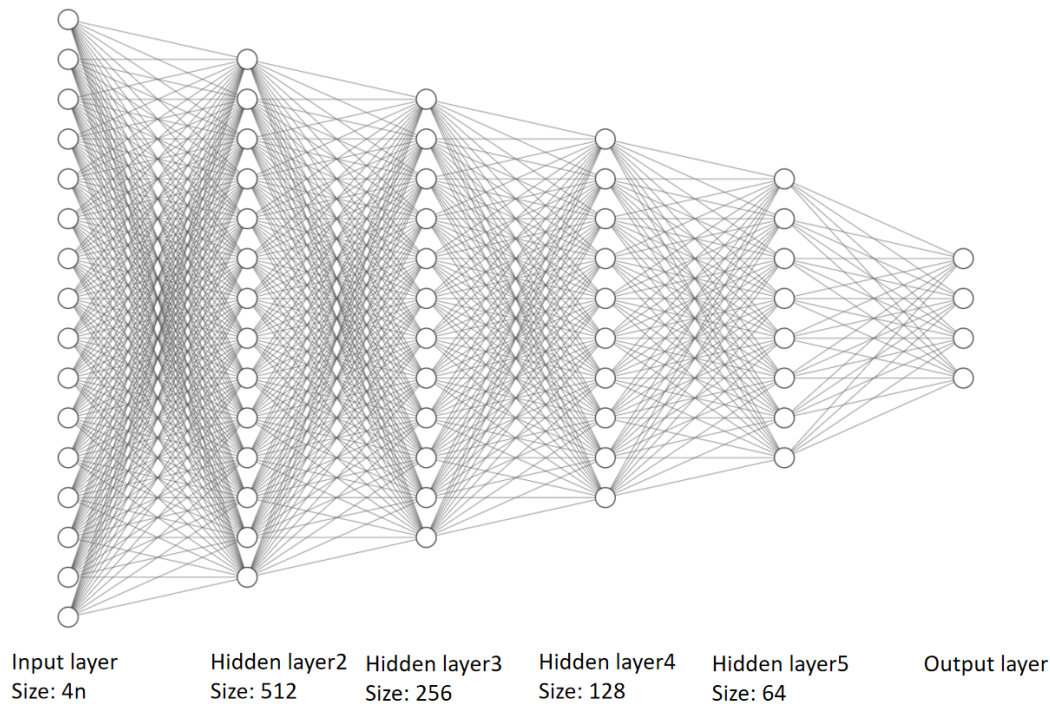 Input layer
Size: 4n
Hidden layer2
Size: 512
Hidden layer3
Size: 256
Hidden layer4
Size: 128
Hidden layer5
Size: 64
Output layer